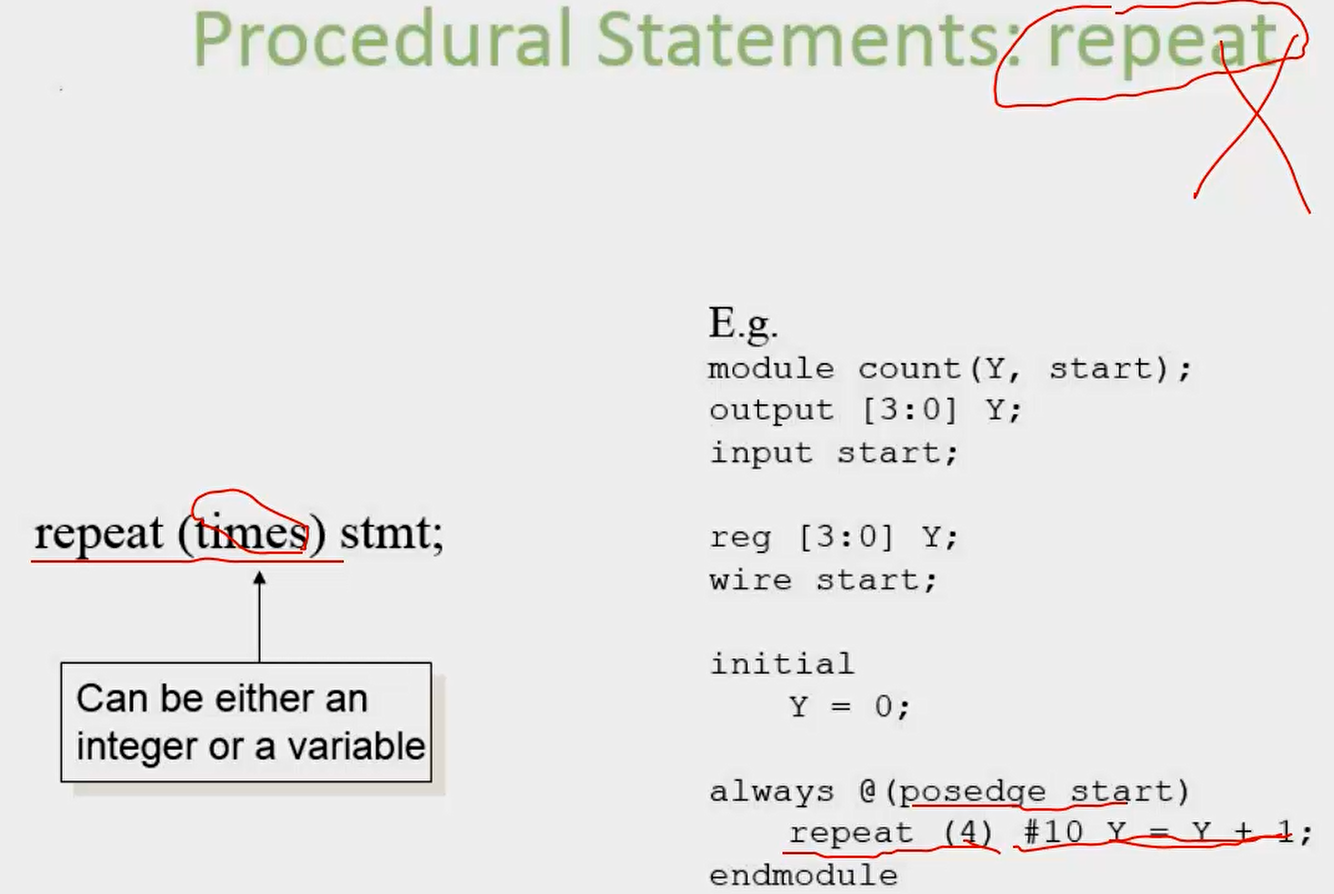 Procedural Statements: repeat
repeat (times) stmt;
Can be either an
integer or a variable
E.g.
module count(Y, start);
output [3:0] Y;
input start;
reg [3:0] Y;
wire start;
initial
Y = 0;
always @(posedge start)
repeat (4) #10 Y = Y + 1;
endmodule